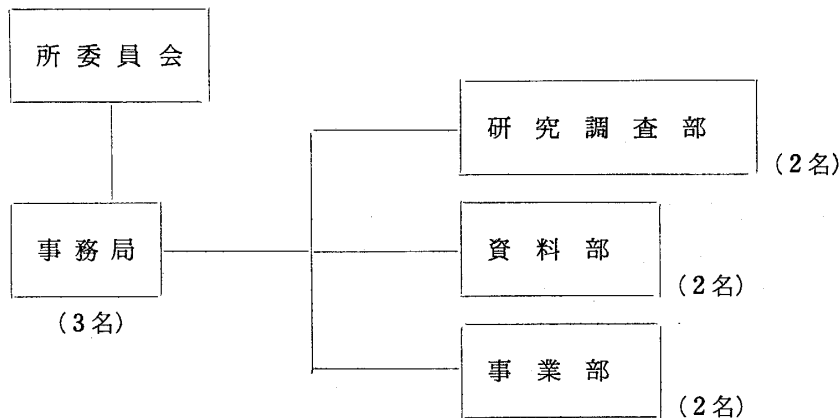 所委員会
研究調査部
(2名)
事務局
(3名)
資料部
(2名)
事業部
(2名)